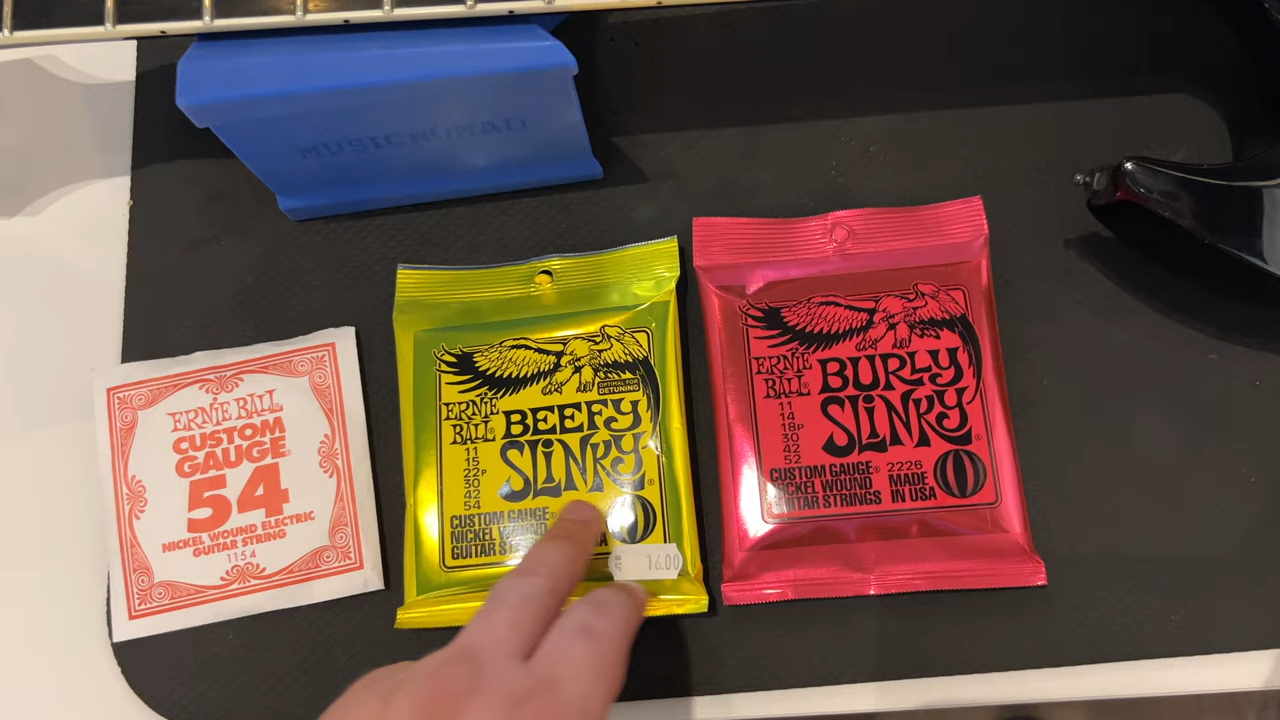 MUSICNOMAD
ERNIE BALL
CUSTOM
GAUGE®
54
NICKEL WOUND ELECTRIC
GUITAR STRING
1154
OPTIMAL FOR
DETUNING
ERNIE
BALL®
BEEFY
SLINKY®
11
15
22P
30
42
54
CUSTOM GAUGE®
NICKEL WOUND
GUITAR
16.00
ERNIE
BALL®
BURLY
SLINKY®
11
14
18P
30
42
52
CUSTOM GAUGE®
NICKEL WOUND
GUITAR STRINGS
2226
MADE
IN USA